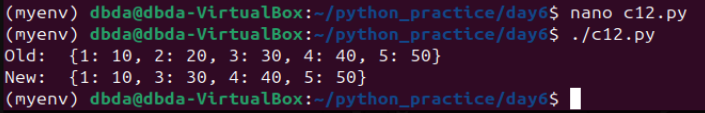 (myenv) dbda@dbda-VirtualBox:~/python_practice/day6$ nano c12.py
(myenv) dbda@dbda-VirtualBox:~/python_practice/day6$ ./c12.py
Old:  {1: 10, 2: 20, 3: 30, 4: 40, 5: 50}
New:  {1: 10, 3: 30, 4: 40, 5: 50}
(myenv) dbda@dbda-VirtualBox:~/python_practice/day6$